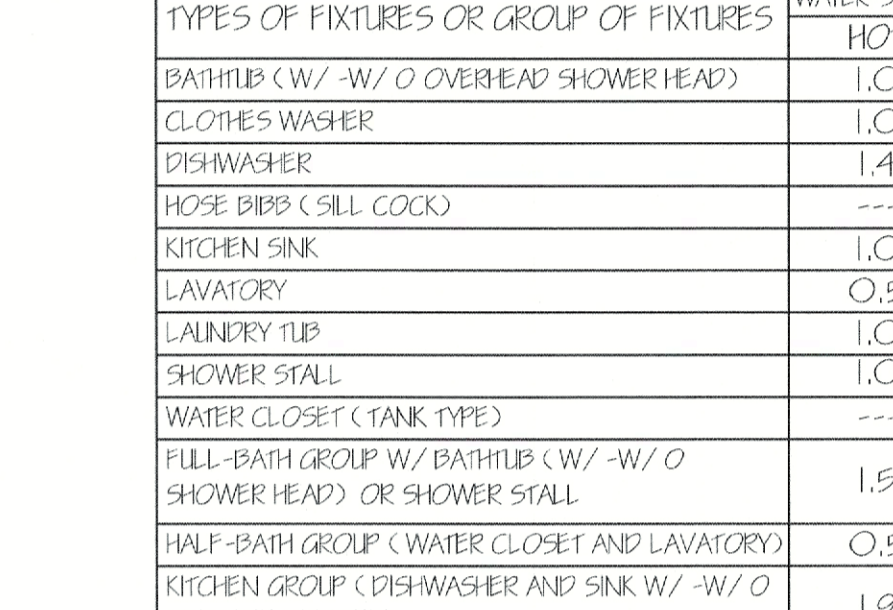 TYPES OF FIXTURES OR GROUP OF FIXTURES
HO
BATHTUB (W/ -W/ O OVERHEAD SHOWER HEAD) 1.0
CLOTHES WASHER 1.0
DISHWASHER 1.4
HOSE BIBB ( SILL COCK) ---
KITCHEN SINK 1.0
LAVATORY 0.5
LAUNDRY TUB 1.0
SHOWER STALL 1.0
WATER CLOSET ( TANK TYPE) ---
FULL-BATH GROUP W/ BATHTUB ( W/ -W/ O
SHOWER HEAD) OR SHOWER STALL 1.5
HALF-BATH GROUP ( WATER CLOSET AND LAVATORY) 0.5
KITCHEN GROUP ( DISHWASHER AND SINK W/ -W/ O